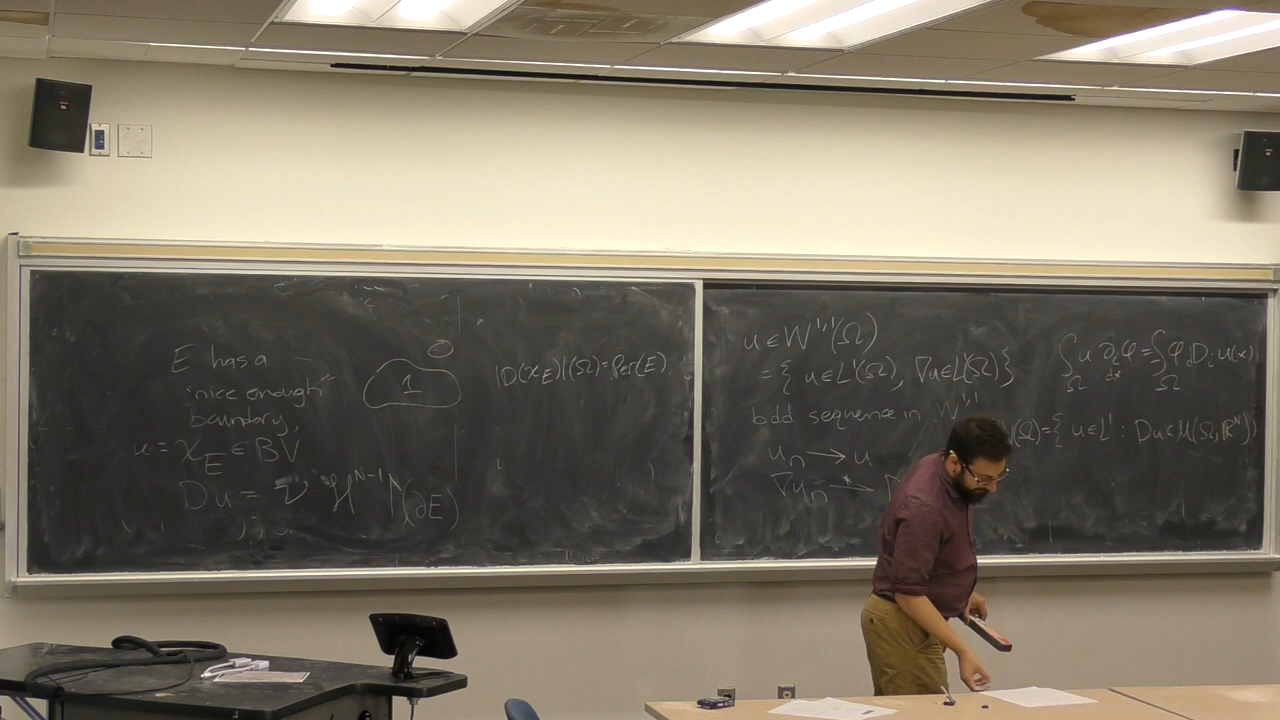 E has a
"nice enough"
boundary,
u = χ_E ∈ BV
Du = ν ℋ^{N-1}↾(∂E)
0
1
|D(χ_E)|(Ω) = Per(E).
u ∈ W^{1,1}(Ω)
= { u ∈ L^1(Ω), ∇u ∈ L^1(Ω) }
bdd sequence in W^{1,1}
u_n → u
∇u_n ⇀*
∫_Ω u ∂_i φ = ∫_Ω φ dD_i u(x)
(Ω) = { u ∈ L^1 : Du ∈ M(Ω, ℝ^N) }